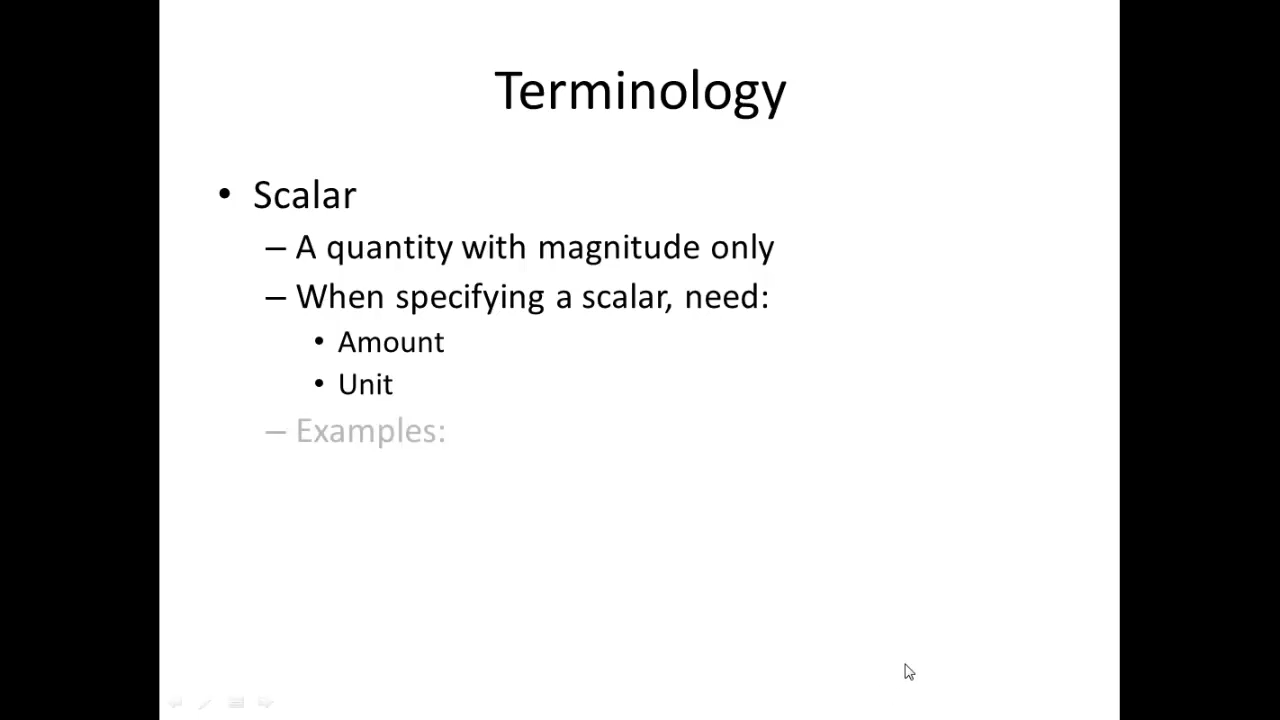 Terminology
• Scalar
– A quantity with magnitude only
– When specifying a scalar, need:
• Amount
• Unit
– Examples: